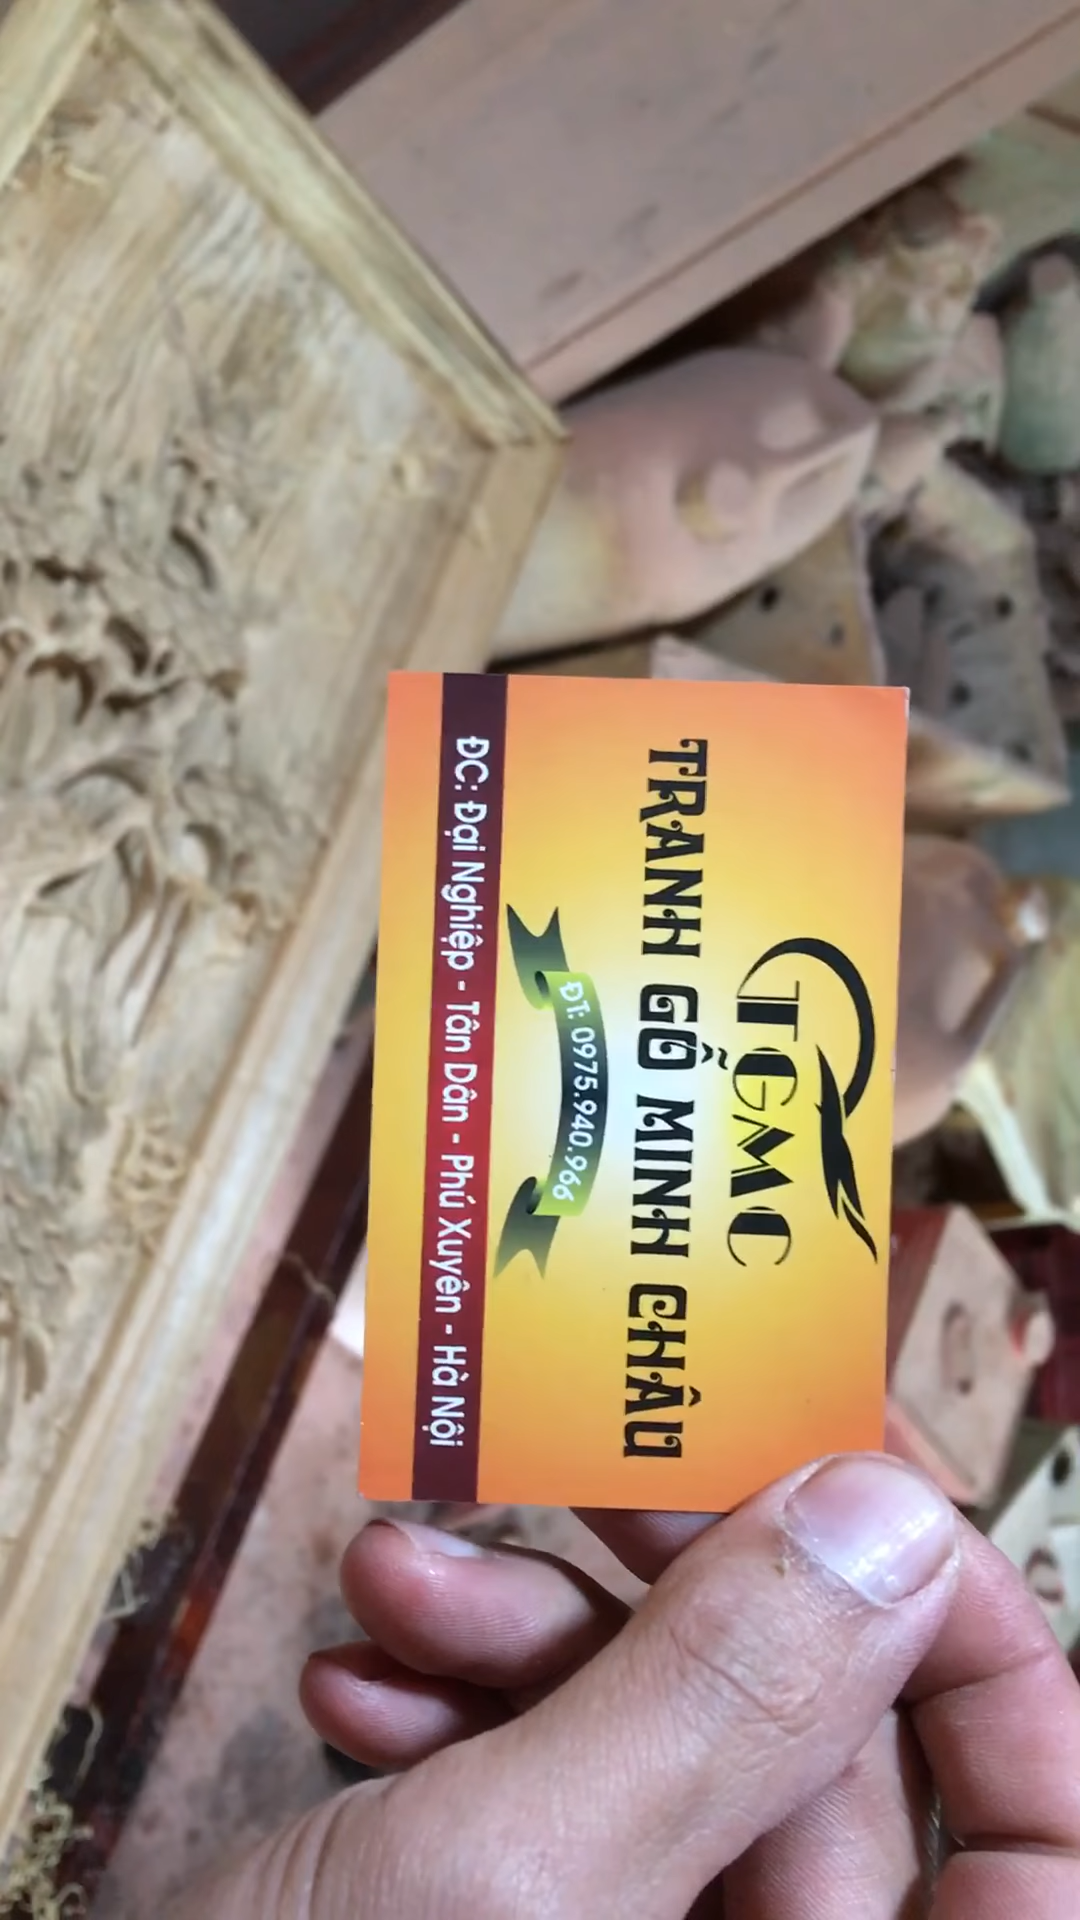 TGMC
TRANH GỖ MINH CHÂU
ĐT: 0975.940.966
ĐC: Đại Nghiệp - Tân Dân - Phú Xuyên - Hà Nội